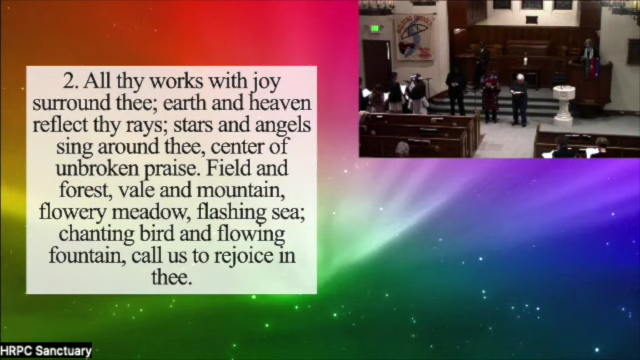 2. All thy works with joy
surround thee; earth and heaven
reflect thy rays; stars and angels
sing around thee, center of
unbroken praise. Field and
forest, vale and mountain,
flowery meadow, flashing sea;
chanting bird and flowing
fountain, call us to rejoice in
thee.
HRPC Sanctuary